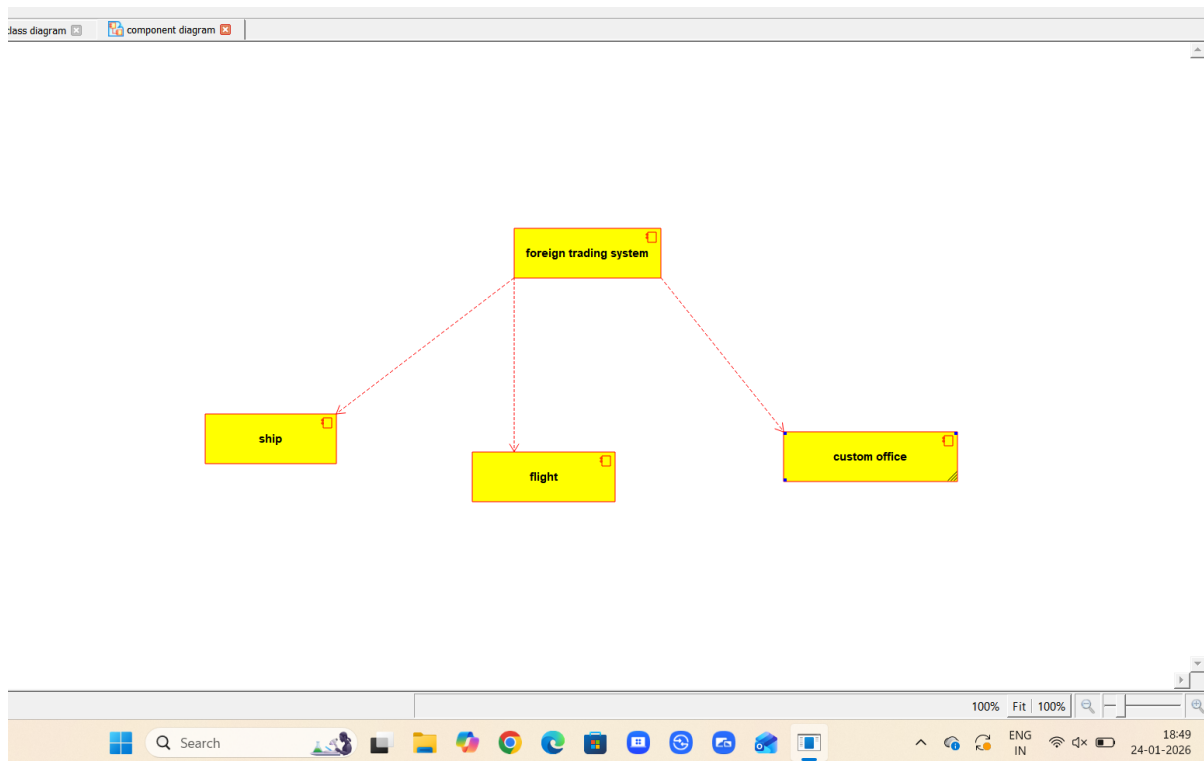 class diagram
component diagram
foreign trading system
ship
flight
custom office
100% Fit 100%
Search
ENG
IN
18:49
24-01-2026